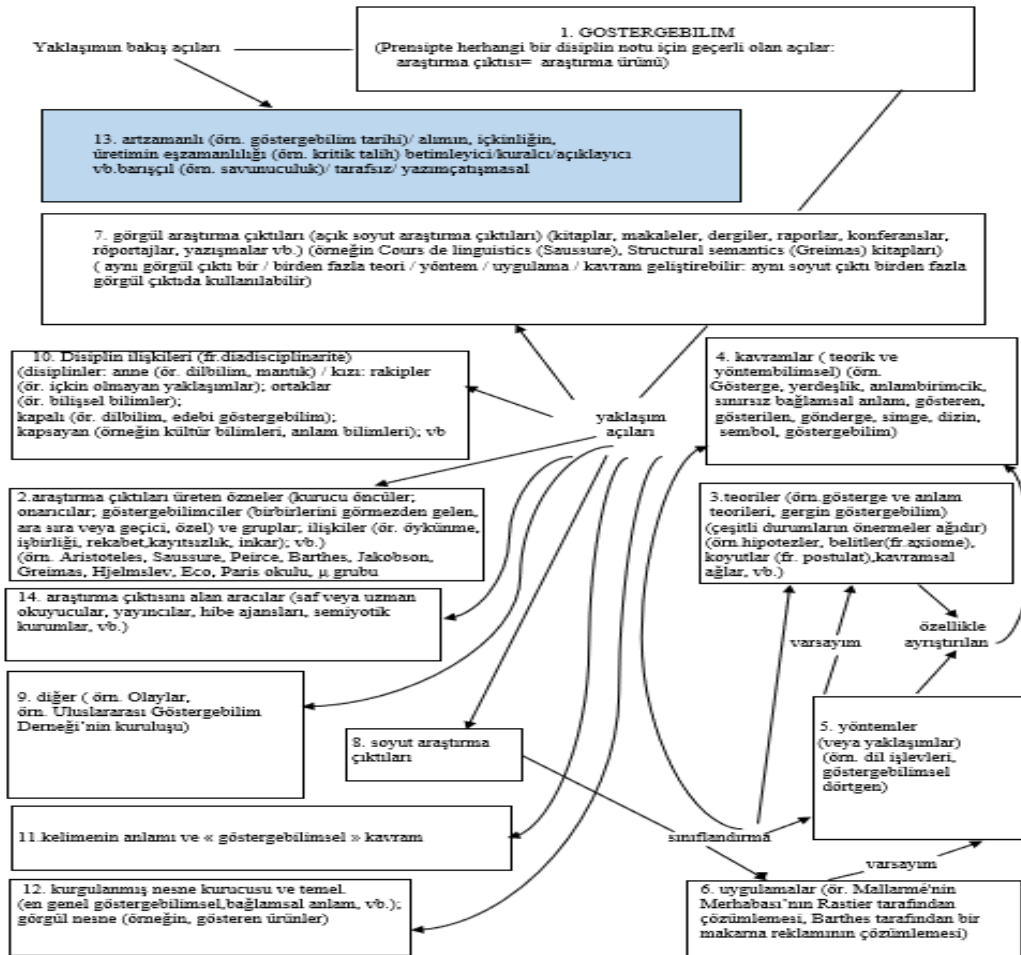 1. GOSTERGEBILIM
(Prensipte herhangi bir disiplin notu için geçerli olan açılar:
araştırma çıktısı= araştırma ürünü)
Yaklaşımın bakış açıları
13. artzamanlı (örn. göstergebilim tarihi)/ alımın, içkinliğin,
üretimin eşzamanlılığı (örn. kritik talih) betimleyici/kuralcı/açıklayıcı
vb.barışçıl (örn. savunuculuk)/ tarafsız/ yazımçatışmasal
7. görgül araştırma çıktıları (açık soyut araştırma çıktıları) (kitaplar, makaleler, dergiler, raporlar, konferanslar,
röportajlar, yazışmalar vb.) (örneğin Cours de linguistics (Saussure), Structural semantics (Greimas) kitapları)
( aynı görgül çıktı bir / birden fazla teori / yöntem / uygulama / kavram geliştirebilir: aynı soyut çıktı birden fazla
görgül çıktıda kullanılabilir)
10. Disiplin ilişkileri (fr.diadisciplinarite)
(disiplinler: anne (ör. dilbilim, mantık) / kızı: rakipler
(ör. içkin olmayan yaklaşımlar); ortaklar
(ör. bilişsel bilimler);
kapalı (ör. dilbilim, edebi göstergebilim);
kapsayan (örneğin kültür bilimleri, anlam bilimleri); vb
yaklaşım
açıları
4. kavramlar ( teorik ve
yöntembilimsel) (örn.
Gösterge, yerdeşlik, anlambirimcik,
sınırsız bağlamsal anlam, gösteren,
gösterilen, gönderge, simge, dizin,
sembol, göstergebilim)
2.araştırma çıktıları üreten özneler (kurucu öncüler;
onarıcılar; göstergebilimciler (birbirlerini görmezden gelen,
ara sıra veya geçici, özel) ve gruplar; ilişkiler (ör. öykünme,
işbirliği, rekabet,kayıtsızlık, inkar); vb.)
(örn. Aristoteles, Saussure, Peirce, Barthes, Jakobson,
Greimas, Hjelmslev, Eco, Paris okulu, µ grubu
3.teoriler (örn.gösterge ve anlam
teorileri, gergin göstergebilim)
(çeşitli durumların önermeler ağıdır)
(örn.hipotezler, belitler(fr.axiome),
koyutlar (fr. postulat),kavramsal
ağlar, vb.)
14. araştırma çıktısını alan aracılar (saf veya uzman
okuyucular, yayıncılar, hibe ajansları, semiyotik
kurumlar, vb.)
varsayım
özellikle
ayrıştırılan
9. diğer ( örn. Olaylar,
örn. Uluslararası Göstergebilim
Derneği'nin kuruluşu)
8. soyut araştırma
çıktıları
5. yöntemler
(veya yaklaşımlar)
(örn. dil işlevleri,
göstergebilimsel
dörtgen)
11.kelimenin anlamı ve « göstergebilimsel » kavram
sınıflandırma
varsayım
12. kurgulanmış nesne kurucusu ve temel.
(en genel göstergebilimsel,bağlamsal anlam, vb.);
görgül nesne (örneğin, gösteren ürünler)
6. uygulamalar (ör. Mallarmé'nin
Merhabası'nın Rastier tarafından
çözümlemesi, Barthes tarafından bir
makarna reklamının çözümlemesi)